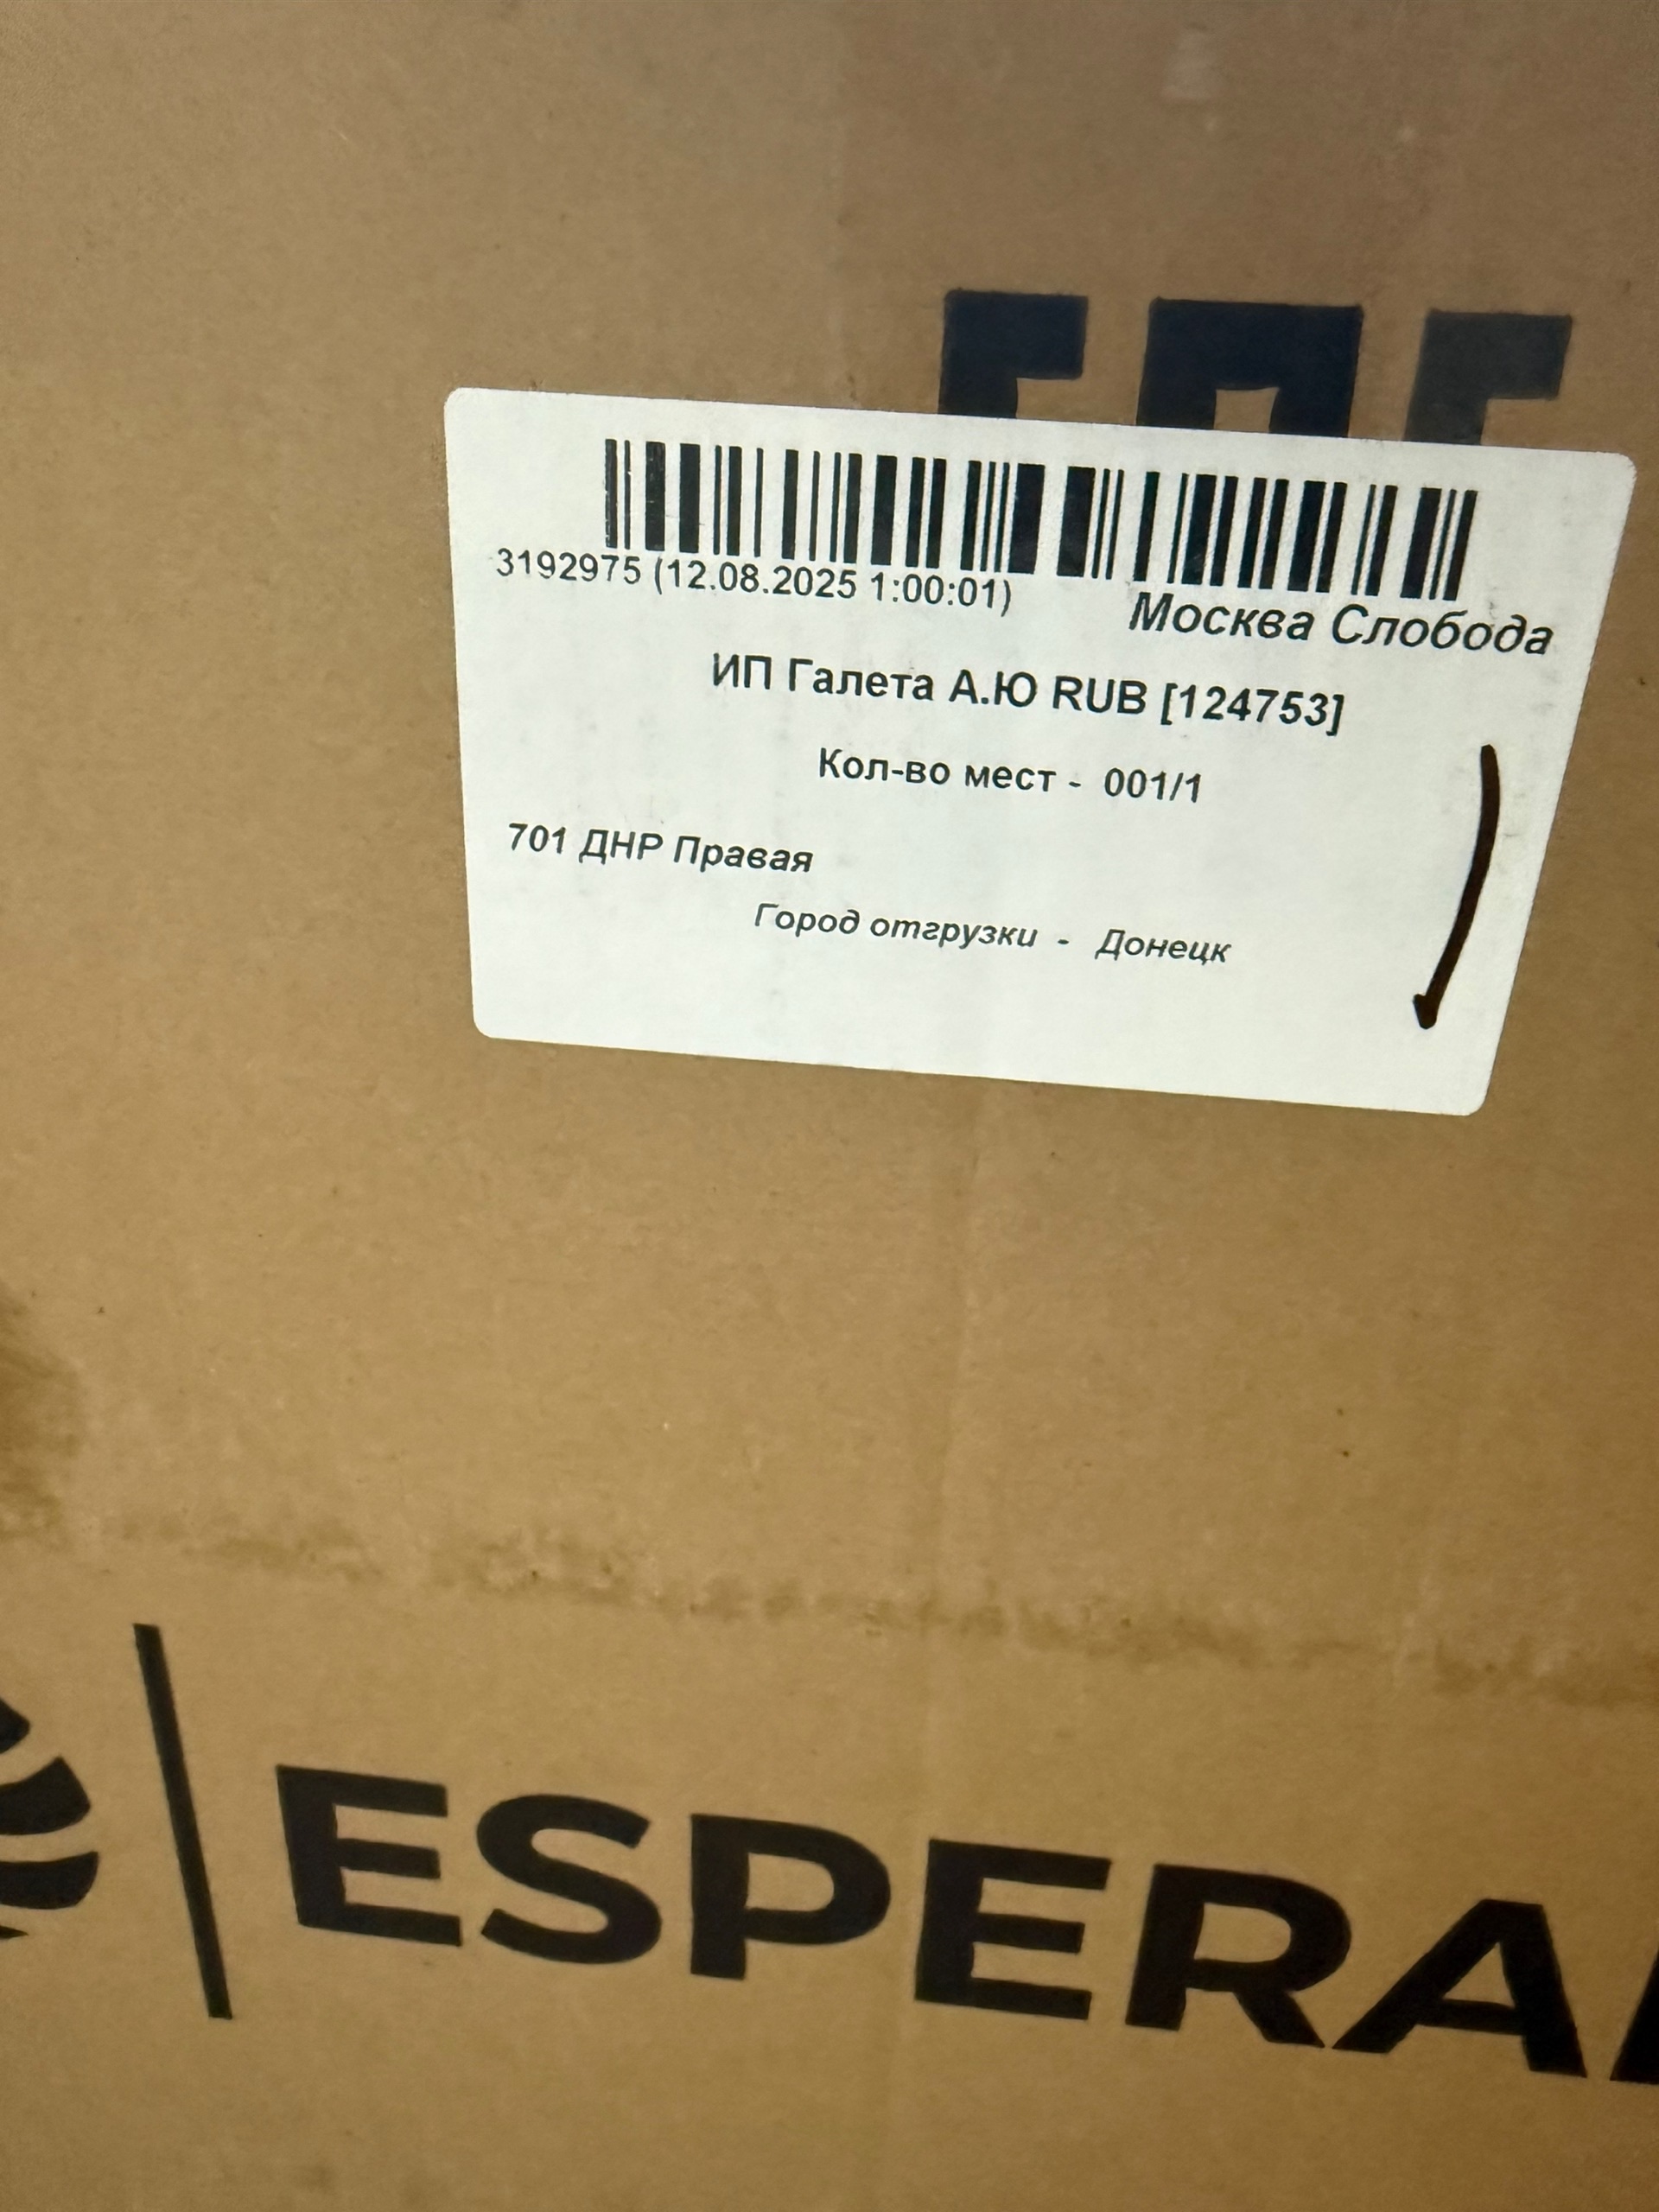 3192975 (12.08.2025 1:00:01)
Москва Слобода
ИП Галета А.Ю RUB [124753]
Кол-во мест - 001/1
701 ДНР Правая
Город отгрузки - Донецк
ESPERA